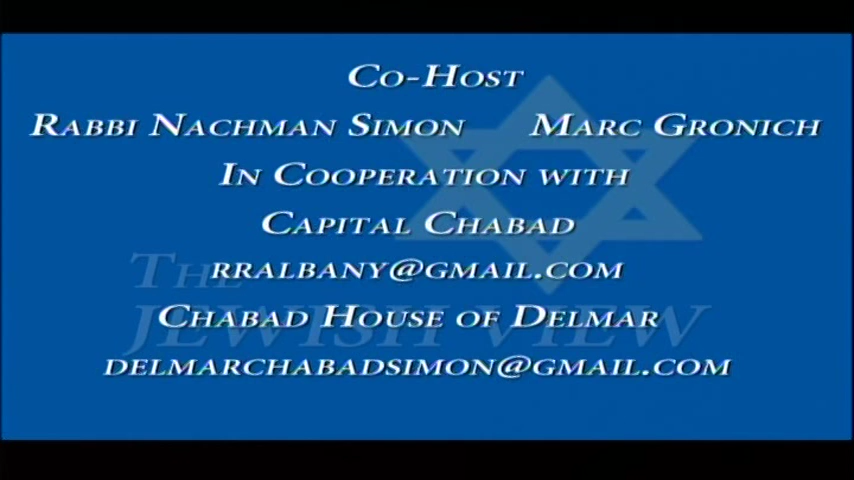 Co-Host
Rabbi Nachman Simon Marc Gronich
In Cooperation with
Capital Chabad
rralbany@gmail.com
The
Jewish View
Chabad House of Delmar
delmarchabadsimon@gmail.com